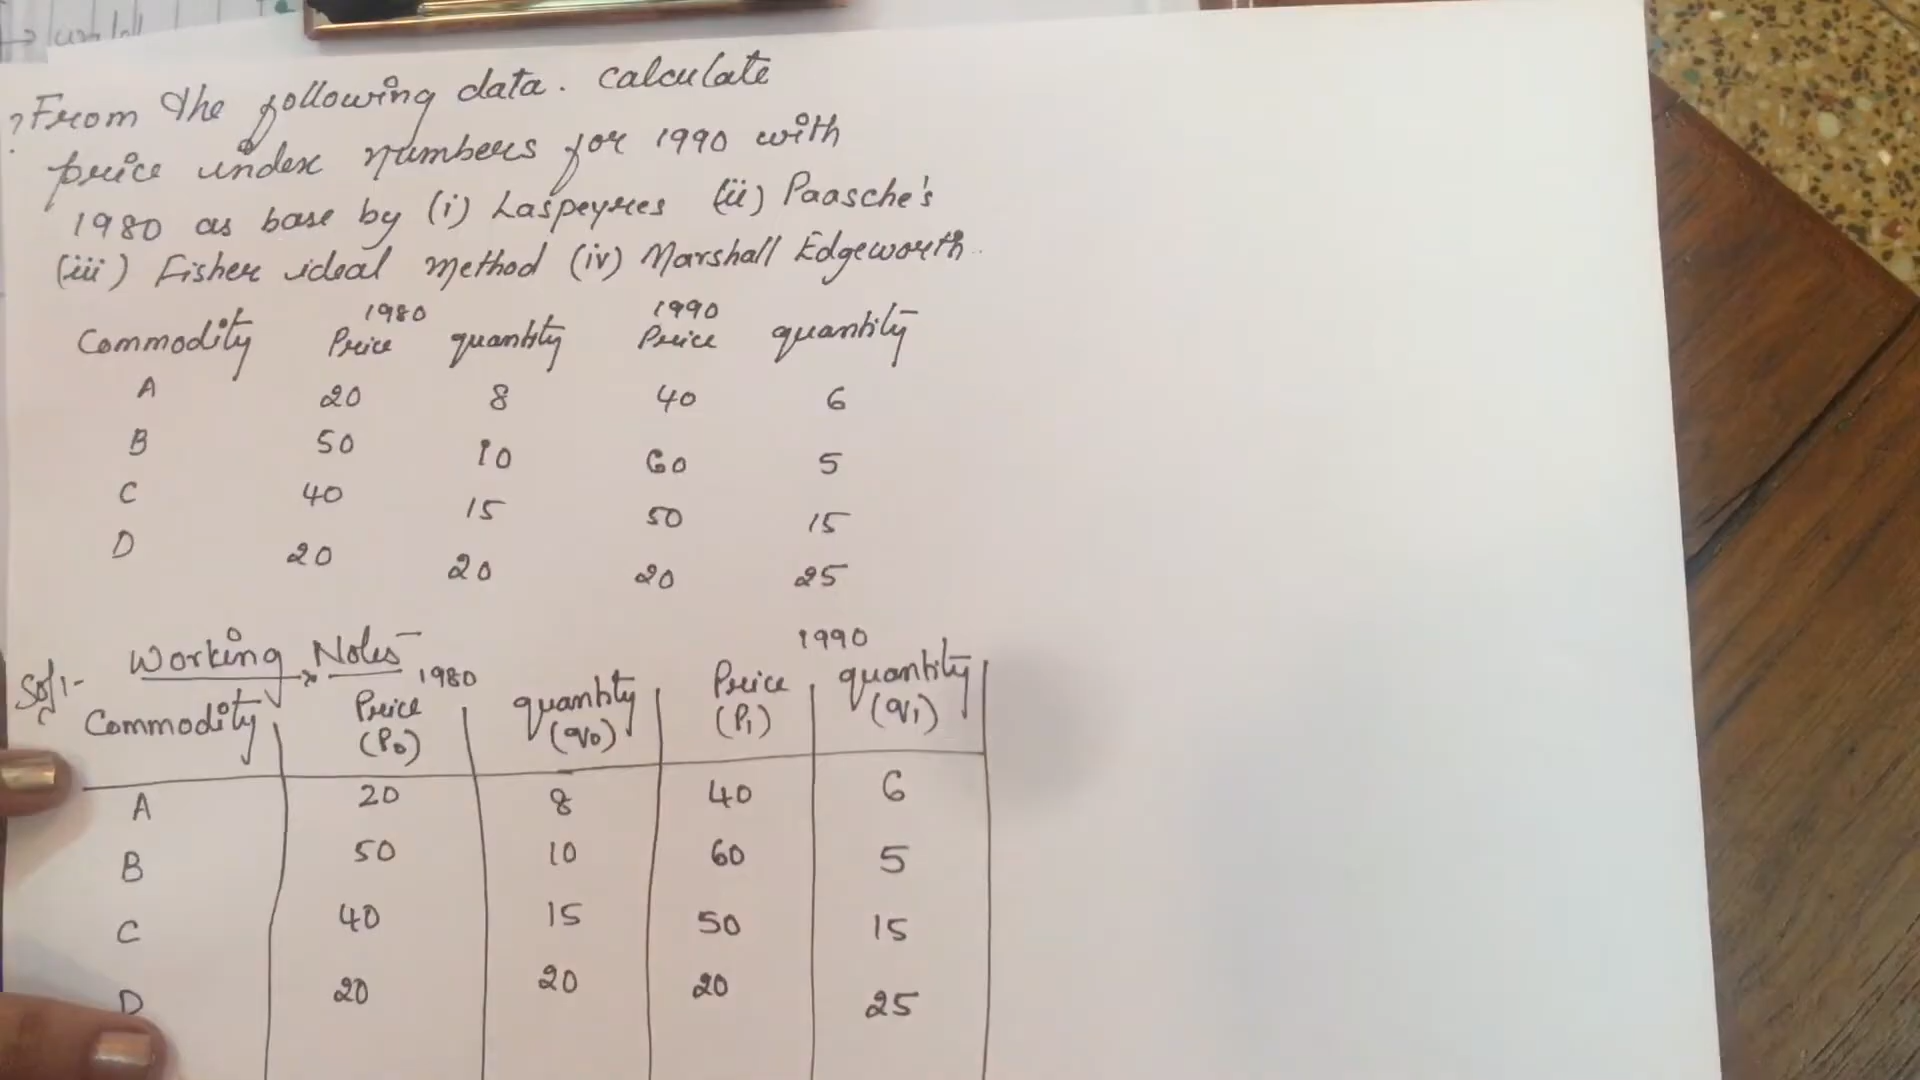 ? From the following data. calculate
price index numbers for 1990 with
1980 as base by (i) Laspeyres (ii) Paasche's
(iii) Fisher ideal method (iv) Marshall Edgeworth.
1980 1990
Commodity Price quantity Price quantity
A 20 8 40 6
B 50 10 60 5
C 40 15 50 15
D 20 20 20 25
Sol:- Working Notes 1980 1990
Commodity Price (P0) quantity (q0) Price (P1) quantity (q1)
A 20 8 40 6
B 50 10 60 5
C 40 15 50 15
D 20 20 20 25